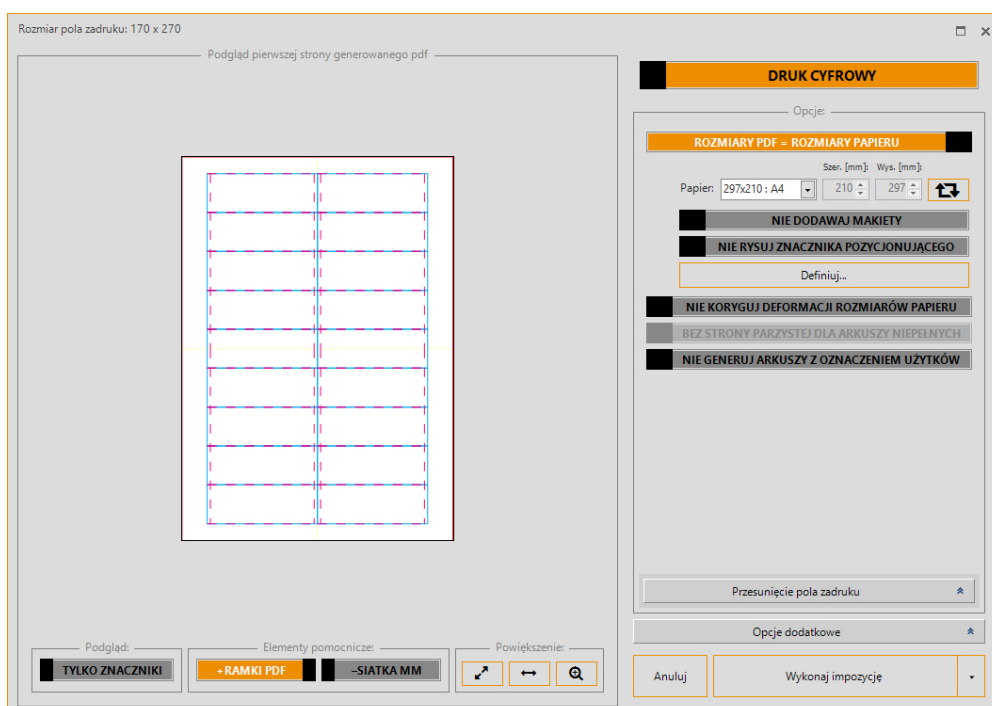 Rozmiar pola zadruku: 170 x 270
Podgląd pierwszej strony generowanego pdf
DRUK CYFROWY
Opcje:
ROZMIARY PDF = ROZMIARY PAPIERU
Szer. [mm]: Wys. [mm]:
Papier: 297x210 : A4 210 297
NIE DODAWAJ MAKIETY
NIE RYSUJ ZNACZNIKA POZYCJONUJĄCEGO
Definiuj...
NIE KORYGUJ DEFORMACJI ROZMIARÓW PAPIERU
BEZ STRONY PARZYSTEJ DLA ARKUSZY NIEPEŁNYCH
NIE GENERUJ ARKUSZY Z OZNACZENIEM UŻYTKÓW
Przesunięcie pola zadruku
Opcje dodatkowe
Podgląd: Elementy pomocnicze: Powiększenie:
TYLKO ZNACZNIKI +RAMKI PDF –SIATKA MM
Anuluj Wykonaj impozycję